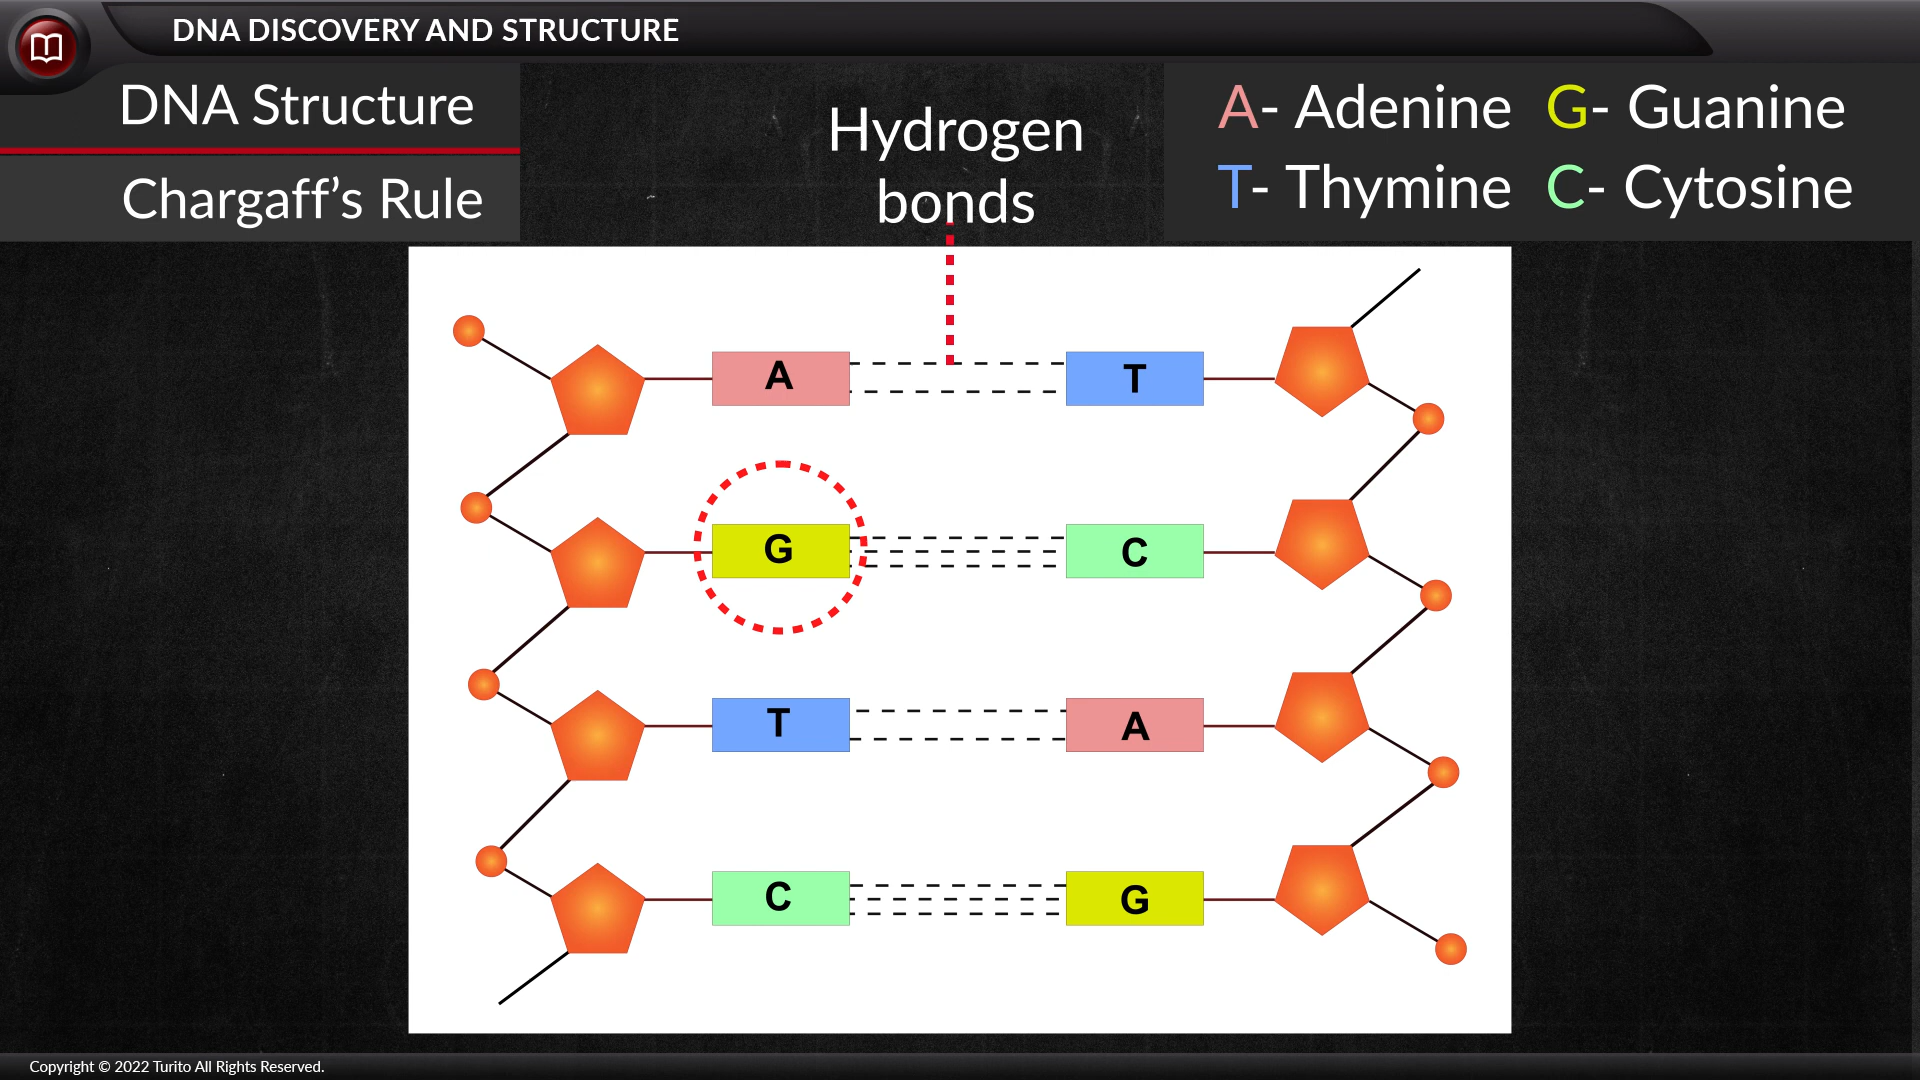 DNA DISCOVERY AND STRUCTURE
DNA Structure
Chargaff’s Rule
Hydrogen
bonds
A- Adenine G- Guanine
T- Thymine C- Cytosine
A T
G C
T A
C G
Copyright © 2022 Turito All Rights Reserved.